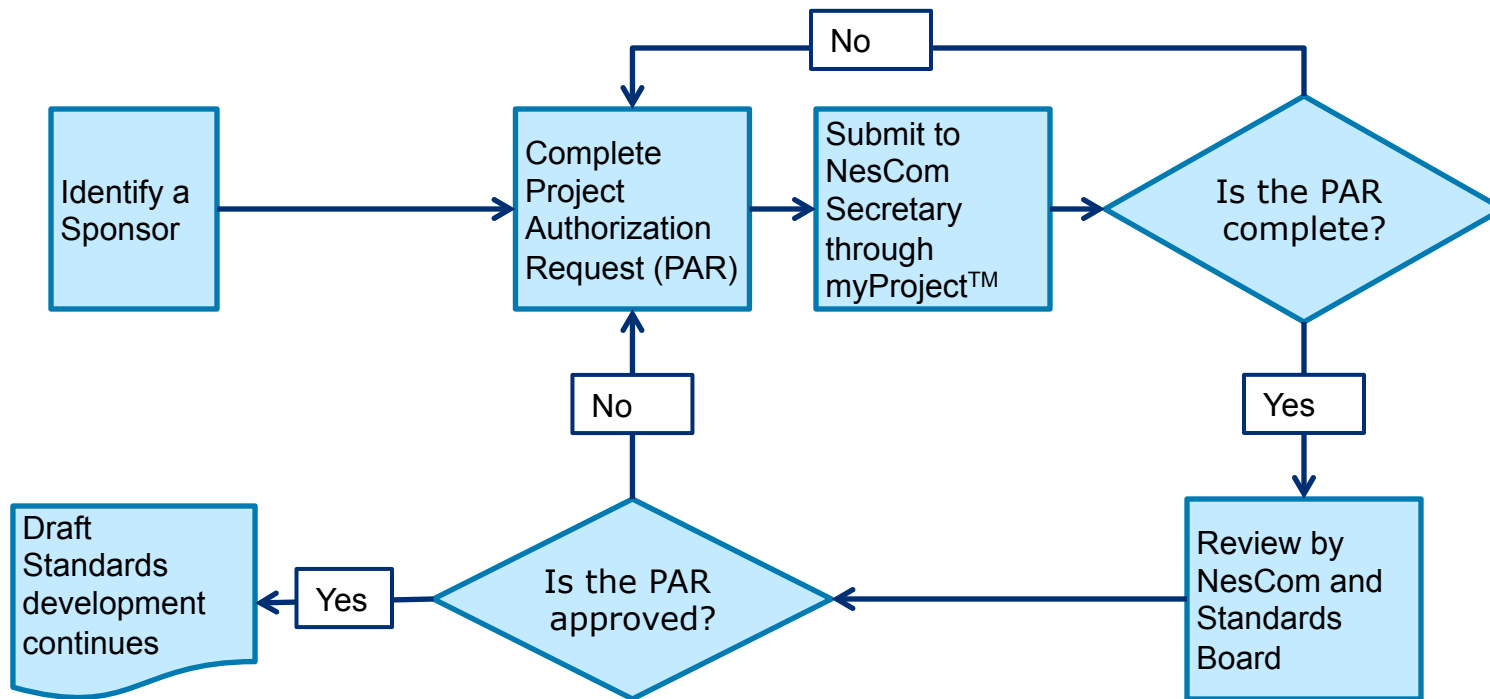 No
Identify a
Sponsor
Complete
Project
Authorization
Request (PAR)
Submit to
NesCom
Secretary
through
myProject™
Is the PAR
complete?
No
Yes
Draft
Standards
development
continues
Yes
Is the PAR
approved?
Review by
NesCom and
Standards
Board